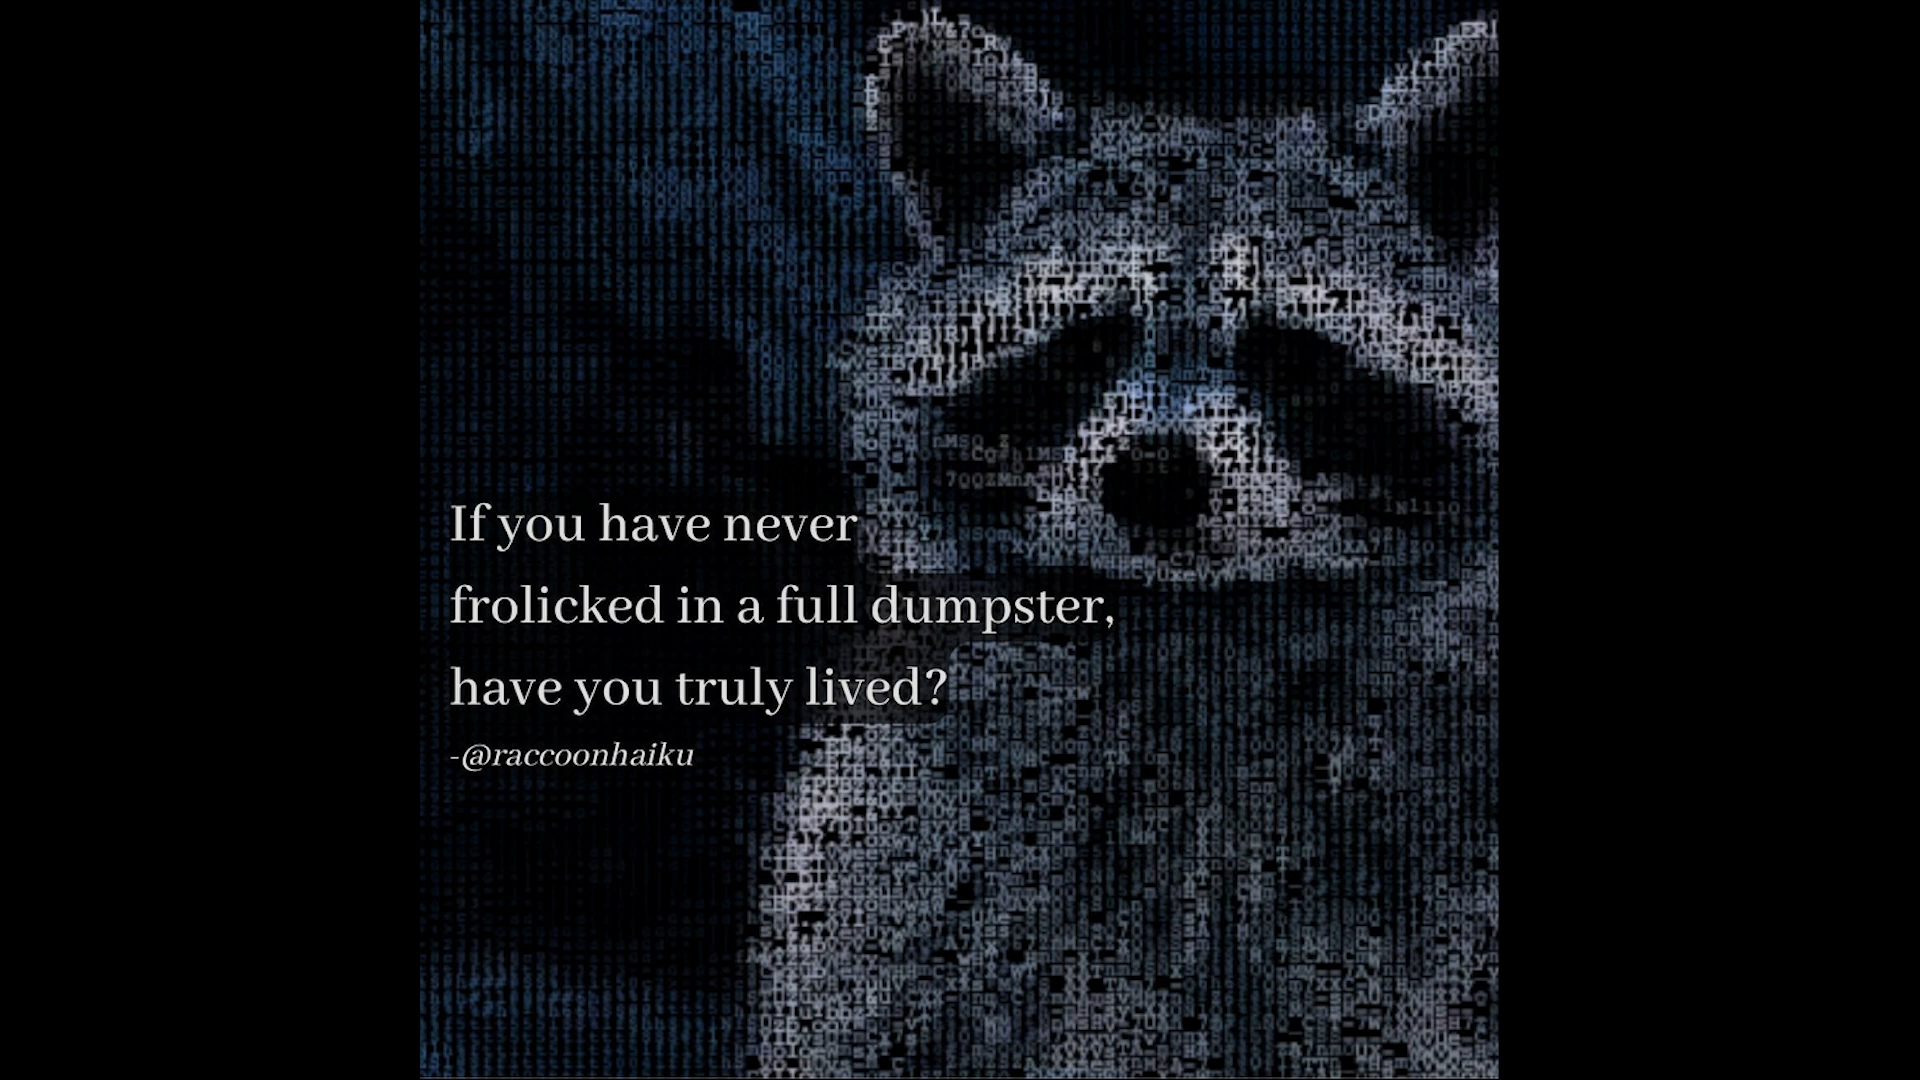 If you have never
frolicked in a full dumpster,
have you truly lived?
-@raccoonhaiku